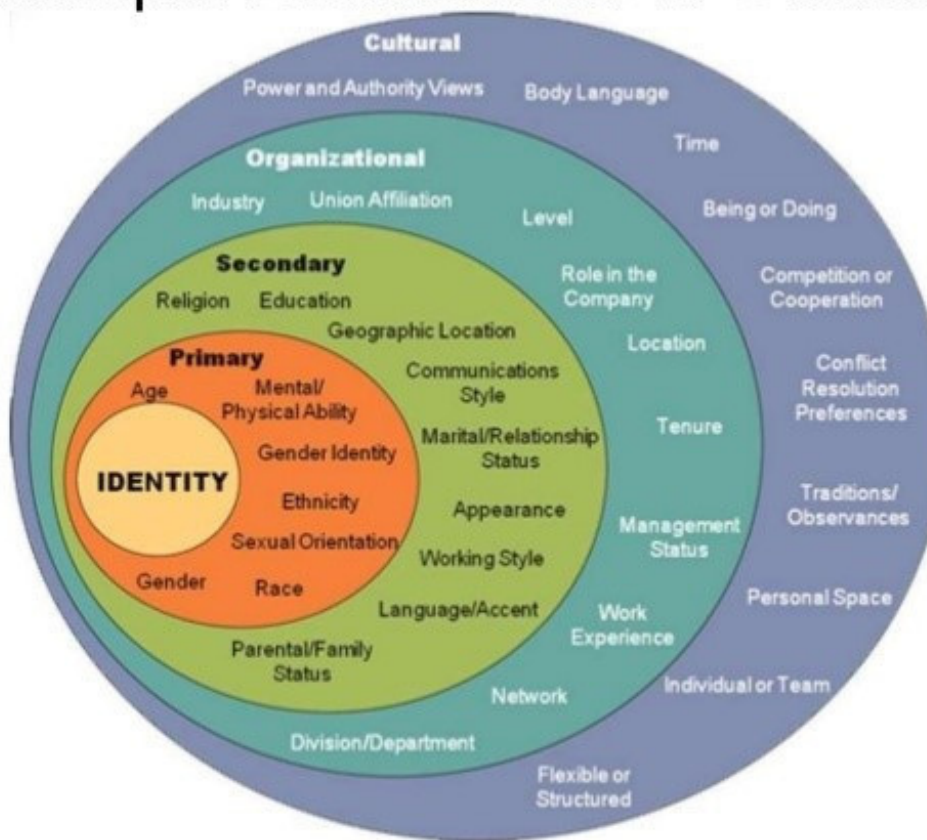 Cultural
Power and Authority Views
Body Language
Time
Being or Doing
Competition or
Cooperation
Conflict
Resolution
Preferences
Traditions/
Observances
Personal Space
Individual or Team
Flexible or
Structured
Organizational
Industry
Union Affiliation
Level
Role in the
Company
Location
Tenure
Management
Status
Work
Experience
Network
Division/Department
Secondary
Religion
Education
Geographic Location
Communications
Style
Marital/Relationship
Status
Appearance
Working Style
Language/Accent
Parental/Family
Status
Primary
Age
Mental/
Physical Ability
Gender Identity
Ethnicity
Sexual Orientation
Race
Gender
IDENTITY